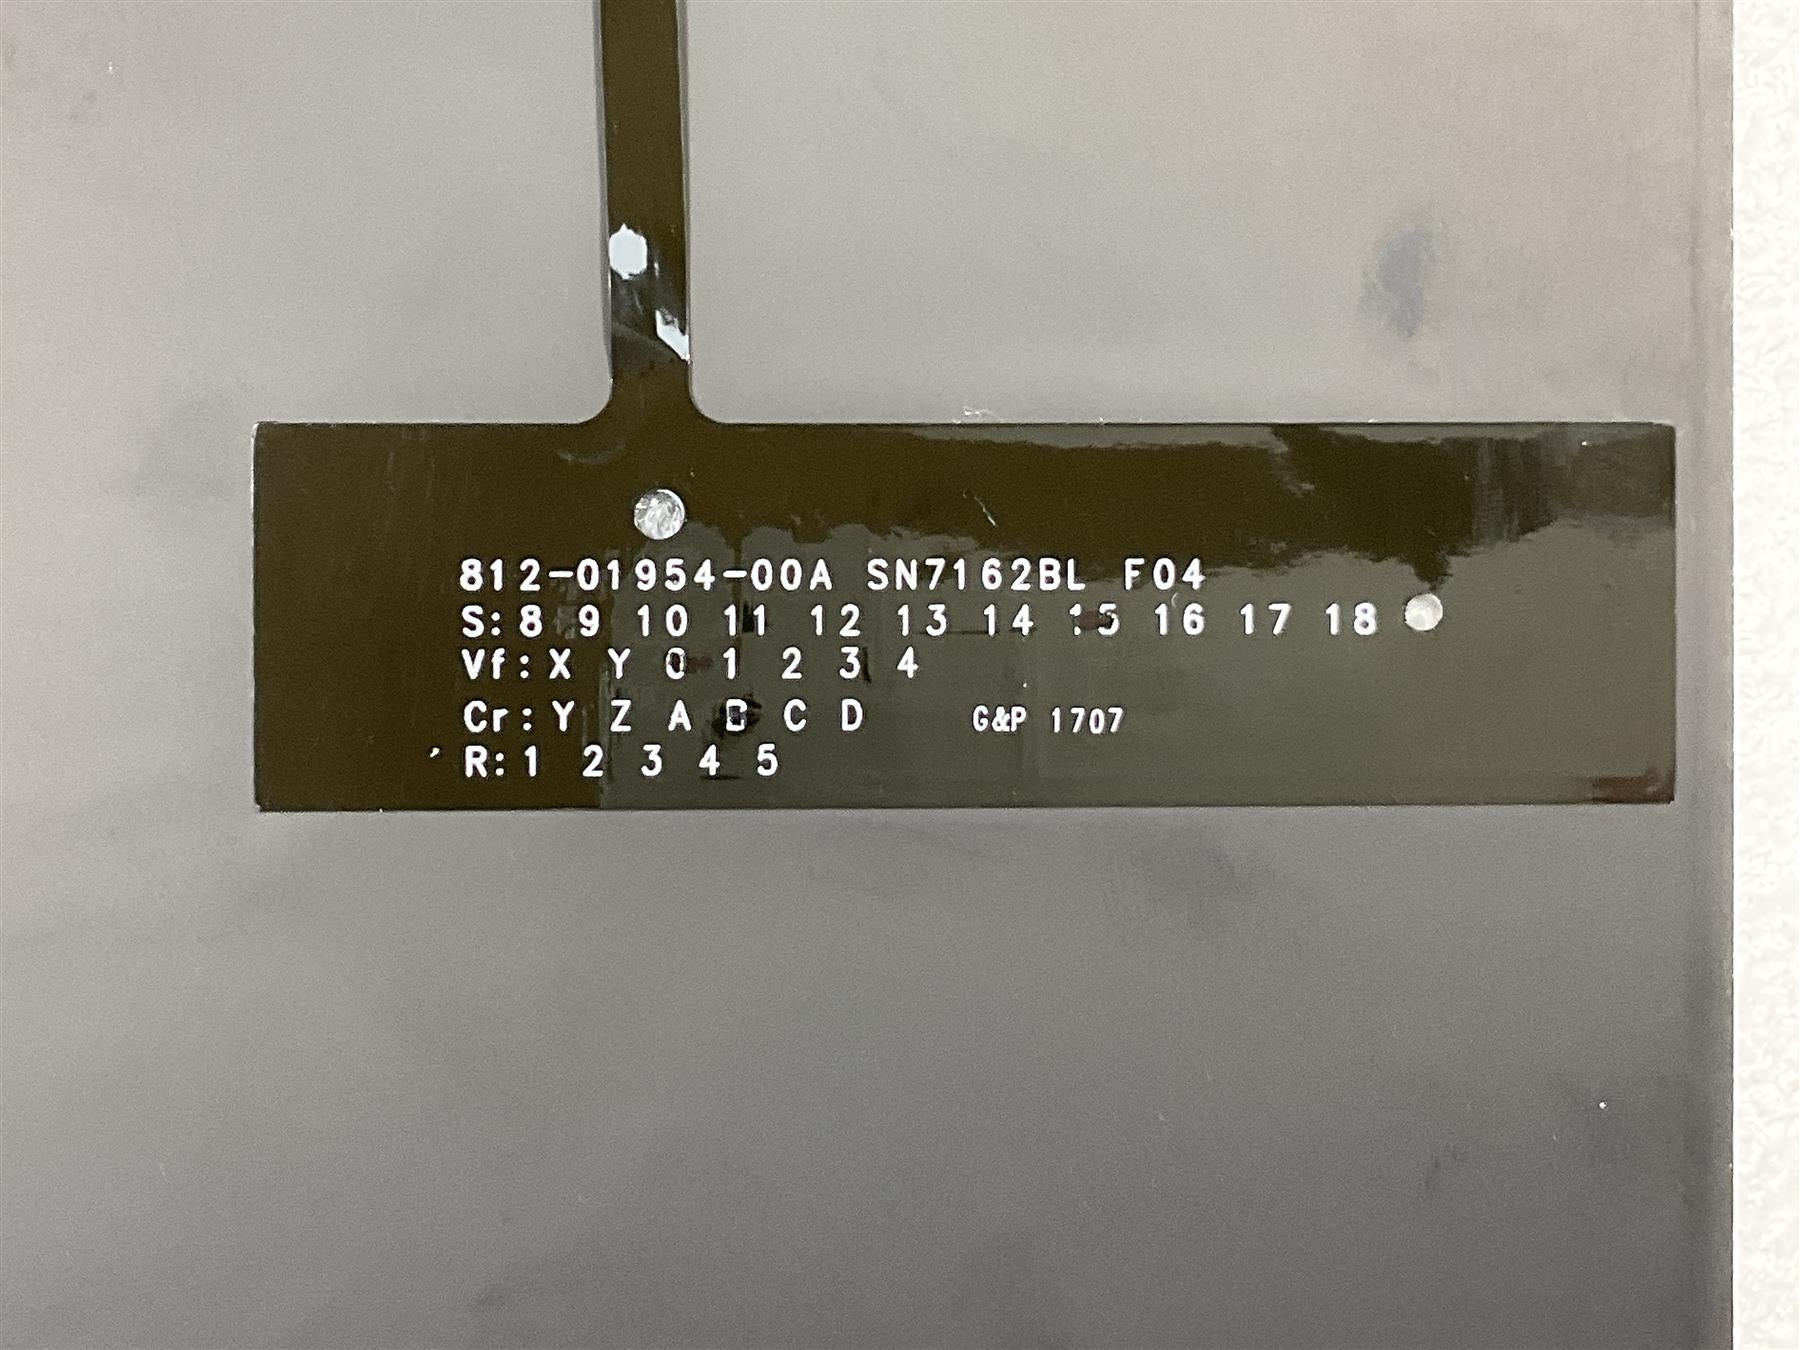 812-01954-00A SN7162BL F04
S: 8 9 10 11 12 13 14 15 16 17 18
Vf: X Y 0 1 2 3 4
Cr: Y Z A B C D G&P 1707
R: 1 2 3 4 5